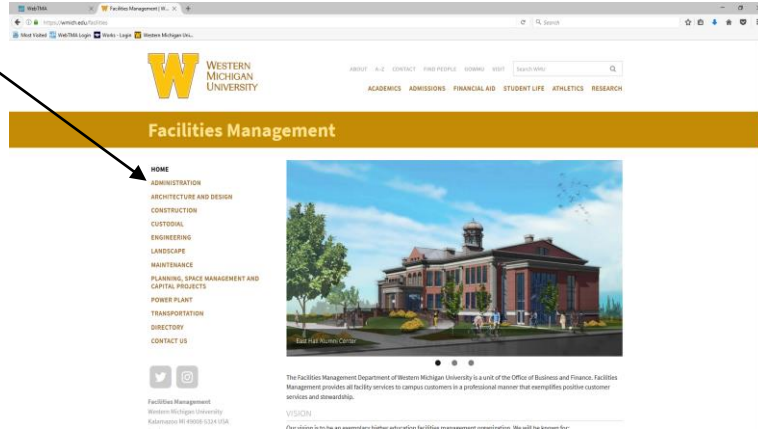 WebTMA
Facilities Management | W...
https://wmich.edu/facilities
Search
Most Visited WebTMA Login Works - Login Western Michigan Uni...
WESTERN
MICHIGAN
UNIVERSITY
ABOUT A-Z CONTACT FIND PEOPLE GOWMU VISIT Search WMU
ACADEMICS ADMISSIONS FINANCIAL AID STUDENT LIFE ATHLETICS RESEARCH
Facilities Management
HOME
ADMINISTRATION
ARCHITECTURE AND DESIGN
CONSTRUCTION
CUSTODIAL
ENGINEERING
LANDSCAPE
MAINTENANCE
PLANNING, SPACE MANAGEMENT AND
CAPITAL PROJECTS
POWER PLANT
TRANSPORTATION
DIRECTORY
CONTACT US
East Hall Alumni Center
The Facilities Management Department of Western Michigan University is a unit of the Office of Business and Finance. Facilities
Management provides all facility services to campus customers in a professional manner that exemplifies positive customer
services and stewardship.
VISION
Our vision is to be an exemplary higher education facilities management organization. We will be known for:
Facilities Management
Western Michigan University
Kalamazoo MI 49008-5324 USA